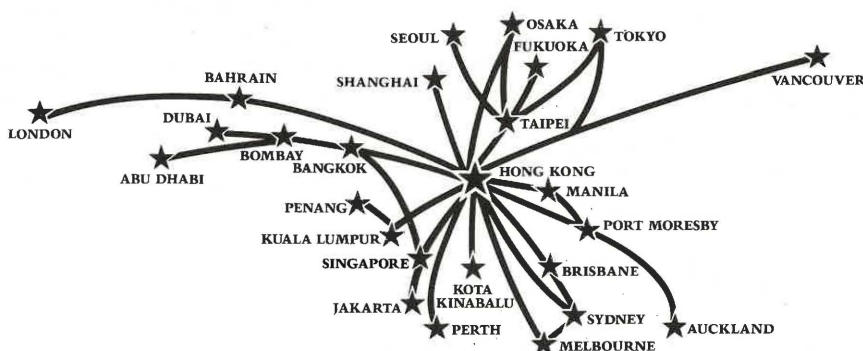 OSAKA
SEOUL
TOKYO
FUKUOKA
VANCOUVER
BAHRAIN
SHANGHAI
LONDON
DUBAI
TAIPEI
BOMBAY
BANGKOK
ABU DHABI
HONG KONG
MANILA
PENANG
PORT MORESBY
KUALA LUMPUR
SINGAPORE
BRISBANE
KOTA
KINABALU
JAKARTA
SYDNEY
PERTH
AUCKLAND
MELBOURNE